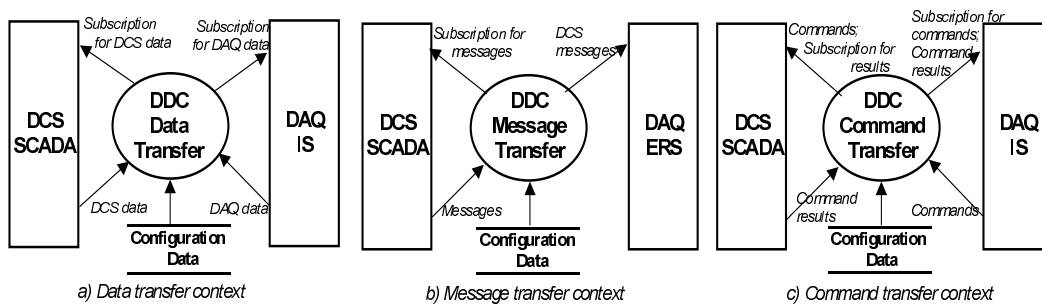 Subscription
for DCS data
Subscription
for DAQ data
DDC
Data
Transfer
DCS
SCADA
DAQ
IS
DCS data
DAQ data
Configuration
Data
a) Data transfer context
Subscription for
messages
DCS
messages
DDC
Message
Transfer
DCS
SCADA
DAQ
ERS
Messages
Configuration
Data
b) Message transfer context
Commands;
Subscription for
results
Subscription for
commands;
Command
results
DDC
Command
Transfer
DCS
SCADA
DAQ
IS
Command
results
Commands
Configuration
Data
c) Command transfer context